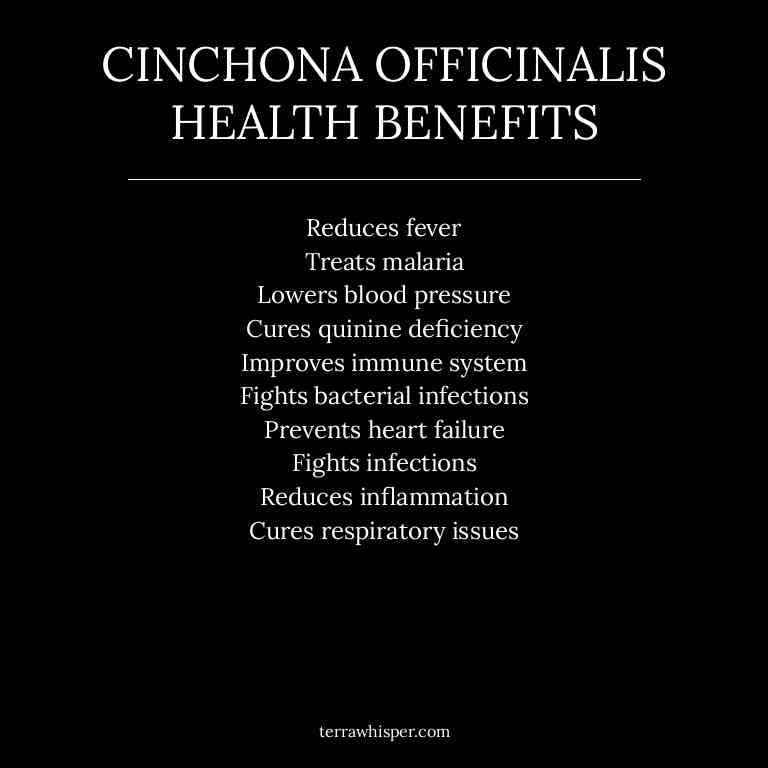 CINCHONA OFFICINALIS
HEALTH BENEFITS
Reduces fever
Treats malaria
Lowers blood pressure
Cures quinine deficiency
Improves immune system
Fights bacterial infections
Prevents heart failure
Fights infections
Reduces inflammation
Cures respiratory issues
terrawhisper.com